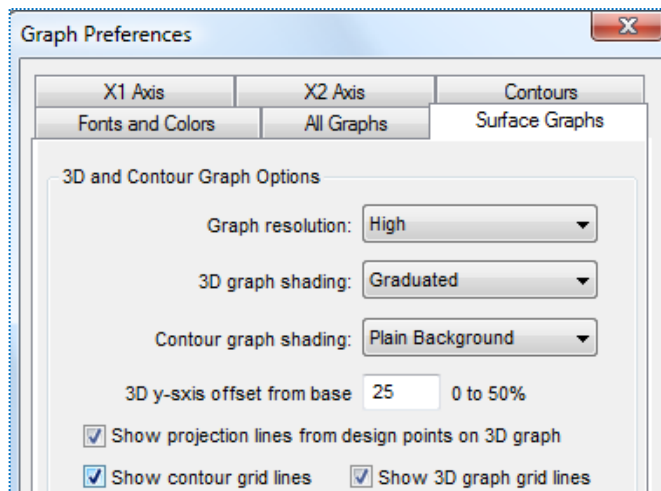 Graph Preferences
X1 Axis X2 Axis Contours
Fonts and Colors All Graphs Surface Graphs
3D and Contour Graph Options
Graph resolution: High
3D graph shading: Graduated
Contour graph shading: Plain Background
3D y-sxis offset from base 25 0 to 50%
Show projection lines from design points on 3D graph
Show contour grid lines Show 3D graph grid lines